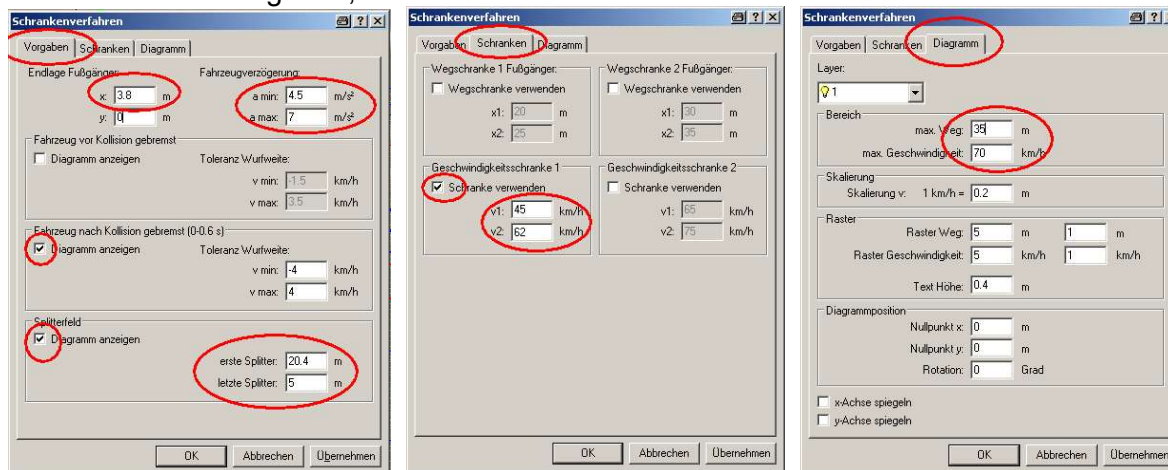 Schrankenverfahren
Vorgaben Schranken Diagramm
Endlage Fußgänger: Fahrzeugverzögerung:
x: 3.8 m a min: 4.5 m/s²
y: 0 m a max: 7 m/s²
Fahrzeug vor Kollision gebremst
Diagramm anzeigen Toleranz Wurfweite:
v min: -1.5 km/h
v max: 3.5 km/h
Fahrzeug nach Kollision gebremst (0-0.6 s)
Diagramm anzeigen Toleranz Wurfweite:
v min: -4 km/h
v max: 4 km/h
Splitterfeld
Diagramm anzeigen
erste Splitter: 20.4 m
letzte Splitter: 5 m
OK Abbrechen Übernehmen
Schrankenverfahren
Vorgaben Schranken Diagramm
Wegschranke 1 Fußgänger: Wegschranke 2 Fußgänger:
Wegschranke verwenden Wegschranke verwenden
x1: 20 m x1: 30 m
x2: 25 m x2: 35 m
Geschwindigkeitsschranke 1 Geschwindigkeitsschranke 2
Schranke verwenden Schranke verwenden
v1: 45 km/h v1: 65 km/h
v2: 62 km/h v2: 75 km/h
OK Abbrechen Übernehmen
Schrankenverfahren
Vorgaben Schranken Diagramm
Layer:
1
Bereich
max. Weg: 35 m
max. Geschwindigkeit: 70 km/h
Skalierung
Skalierung v: 1 km/h = 0.2 m
Raster
Raster Weg: 5 m 1 m
Raster Geschwindigkeit: 5 km/h 1 km/h
Text Höhe: 0.4 m
Diagrammposition
Nullpunkt x: 0 m
Nullpunkt y: 0 m
Rotation: 0 Grad
x-Achse spiegeln
y-Achse spiegeln
OK Abbrechen Übernehmen